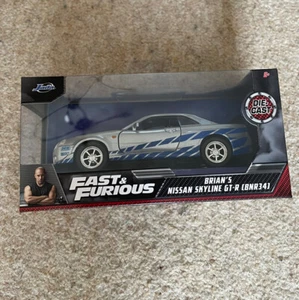 Jada
DIE
CAST
FAST &
FURIOUS
BRIAN'S
NISSAN SKYLINE GT-R (BNR34)